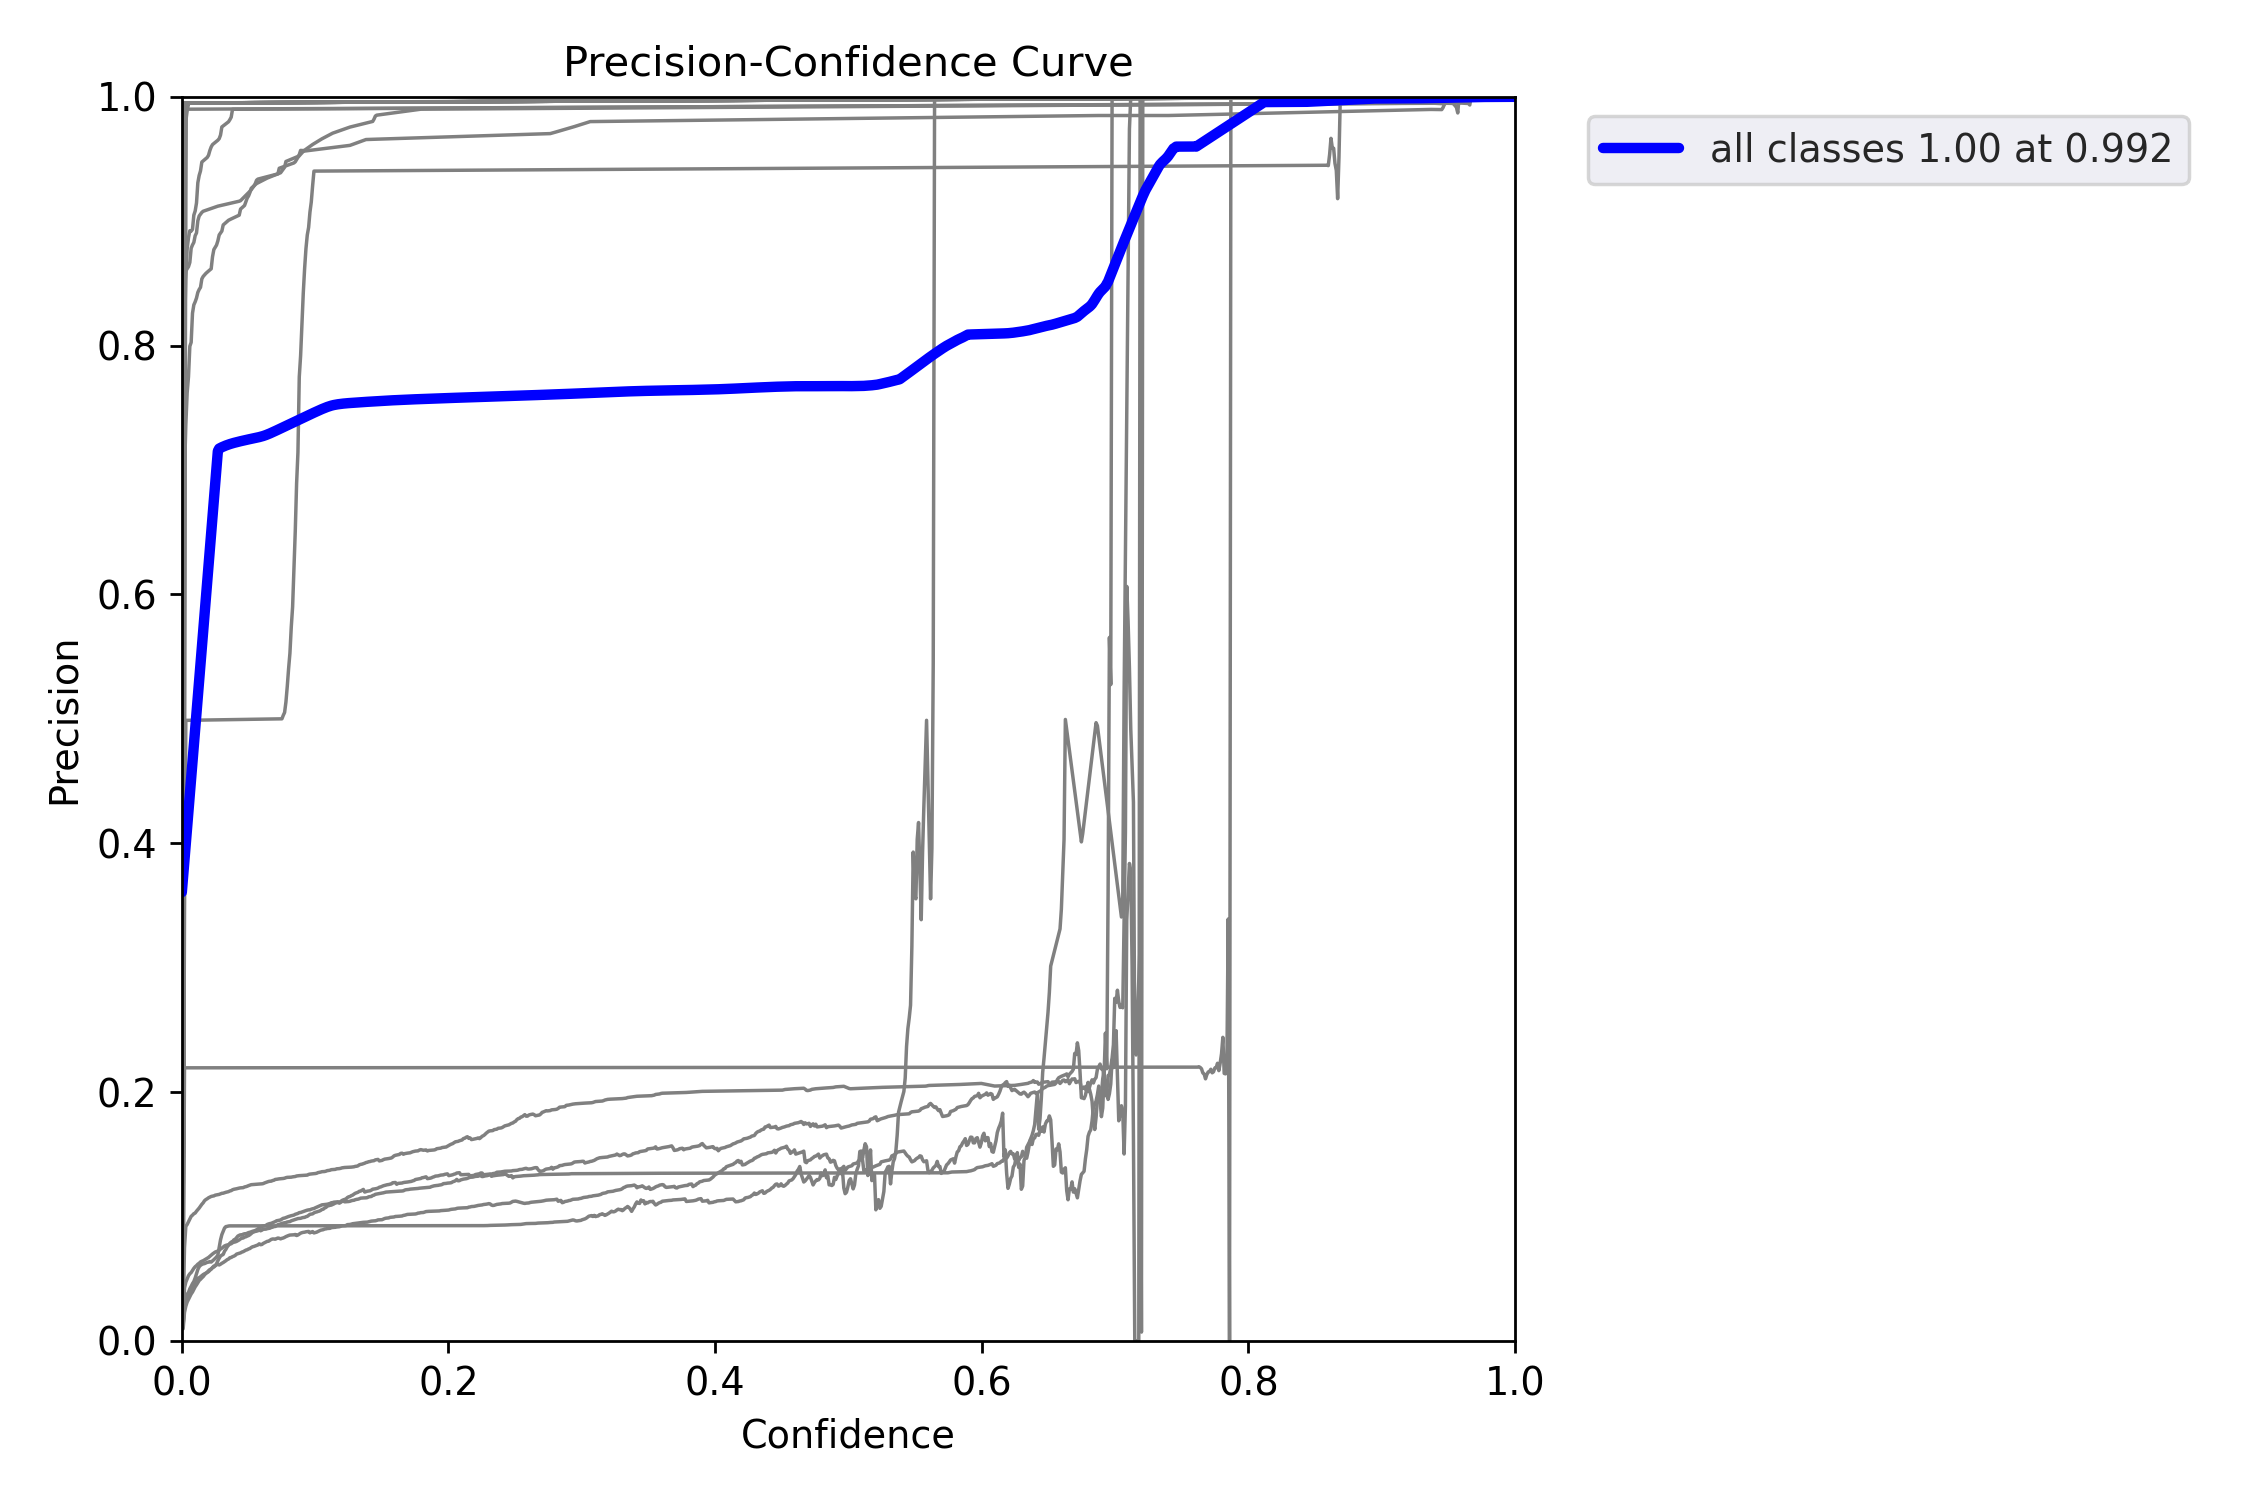 Precision-Confidence Curve
all classes 1.00 at 0.992
Precision
1.0
0.8
0.6
0.4
0.2
0.0
0.0 0.2 0.4 0.6 0.8 1.0
Confidence